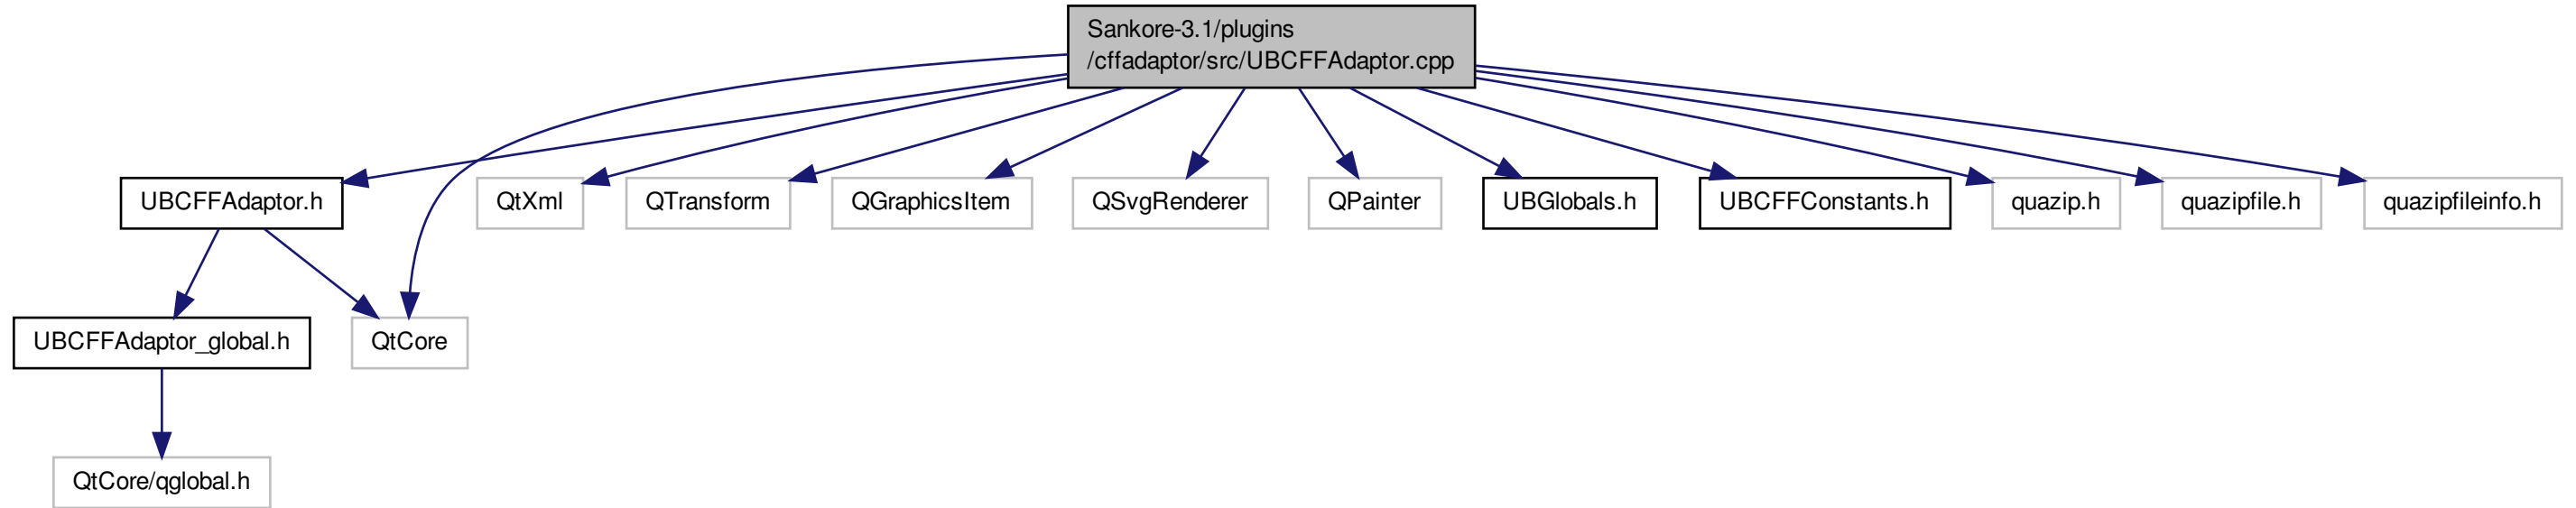 Sankore-3.1/plugins
/cffadaptor/src/UBCFFAdaptor.cpp
UBCFFAdaptor.h
QtXml
QTransform
QGraphicsItem
QSvgRenderer
QPainter
UBGlobals.h
UBCFFConstants.h
quazip.h
quazipfile.h
quazipfileinfo.h
UBCFFAdaptor_global.h
QtCore
QtCore/qglobal.h